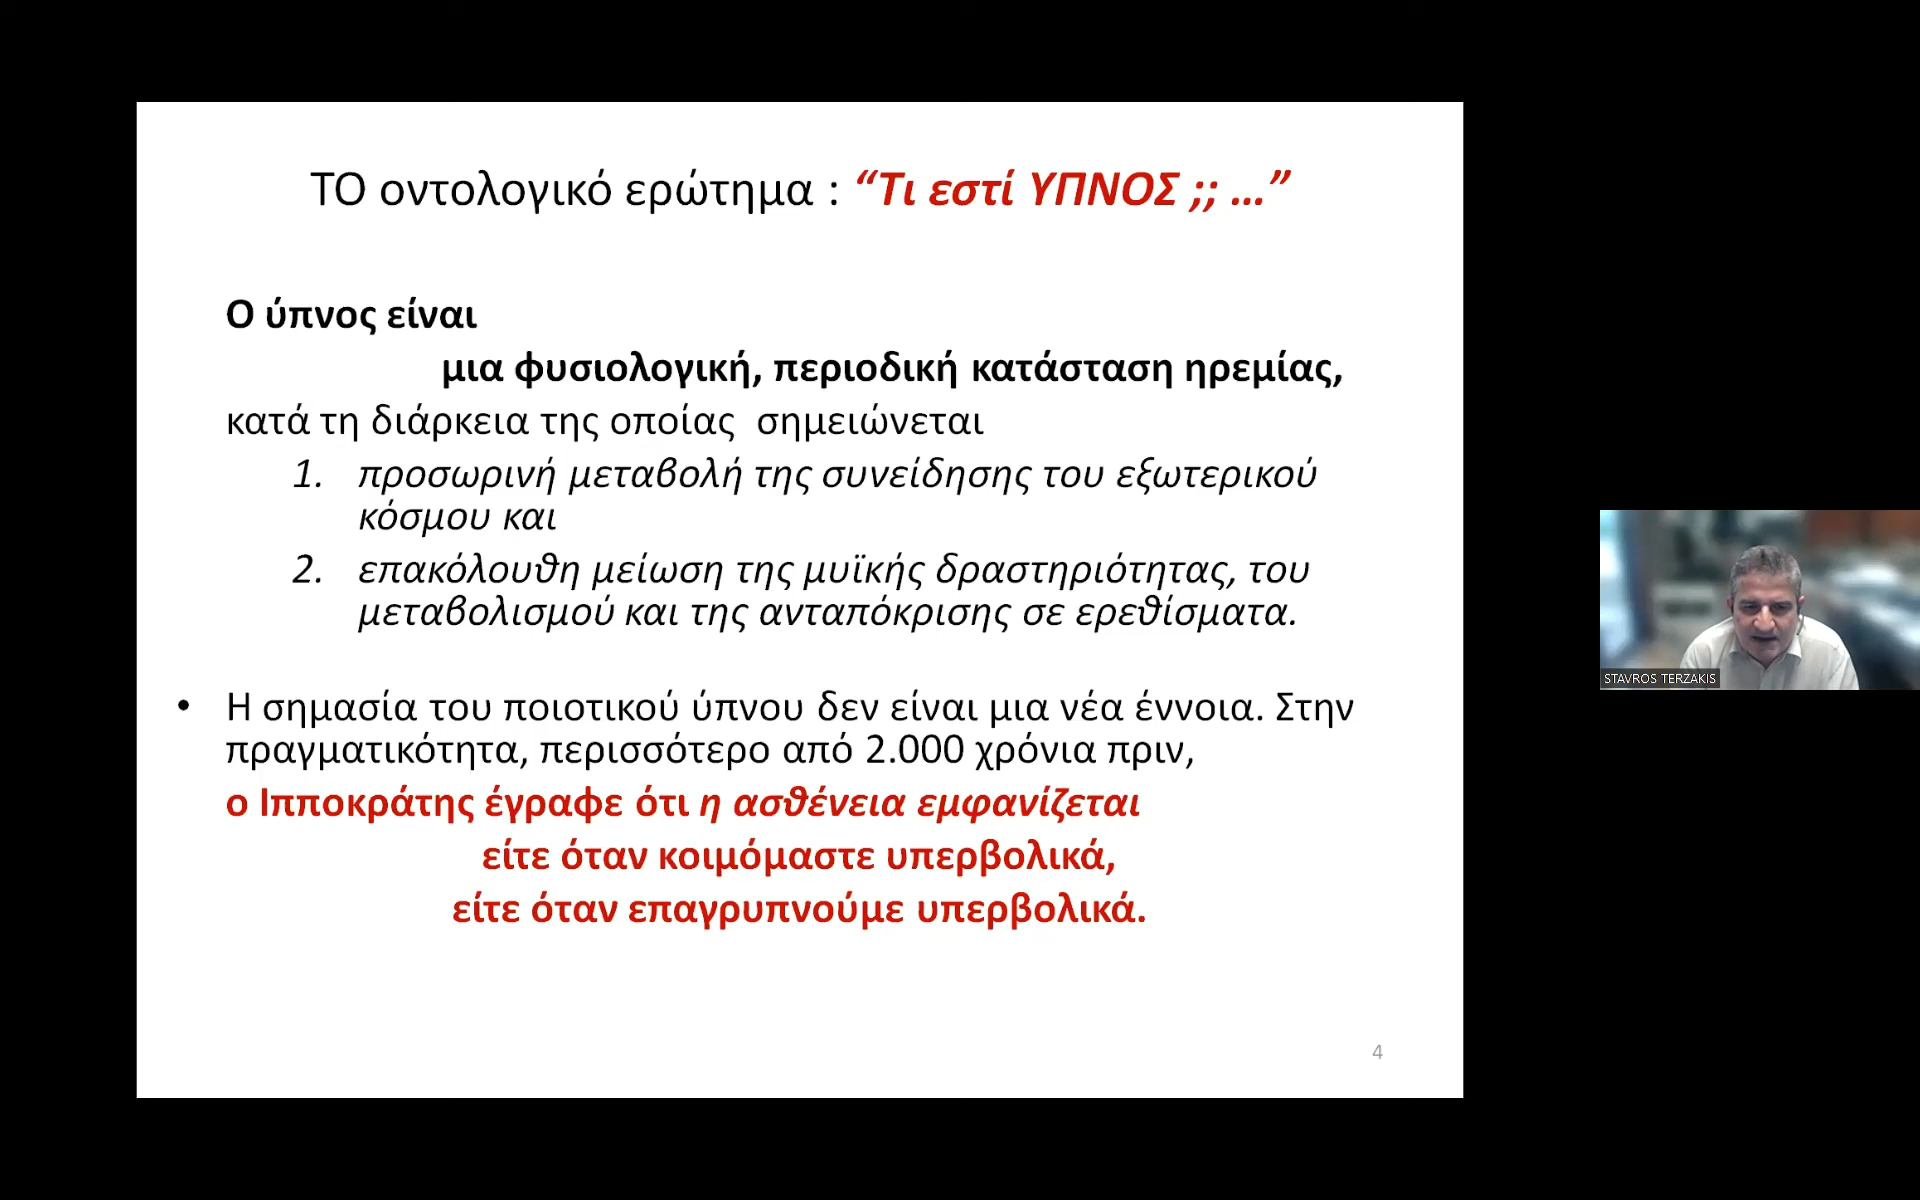 ΤΟ οντολογικό ερώτημα : “Τι εστί ΥΠΝΟΣ ;; ...”
Ο ύπνος είναι
μια φυσιολογική, περιοδική κατάσταση ηρεμίας,
κατά τη διάρκεια της οποίας σημειώνεται
1. προσωρινή μεταβολή της συνείδησης του εξωτερικού
κόσμου και
2. επακόλουθη μείωση της μυϊκής δραστηριότητας, του
μεταβολισμού και της ανταπόκρισης σε ερεθίσματα.
• Η σημασία του ποιοτικού ύπνου δεν είναι μια νέα έννοια. Στην
πραγματικότητα, περισσότερο από 2.000 χρόνια πριν,
ο Ιπποκράτης έγραφε ότι η ασθένεια εμφανίζεται
είτε όταν κοιμόμαστε υπερβολικά,
είτε όταν επαγρυπνούμε υπερβολικά.
4
STAVROS TERZAKIS